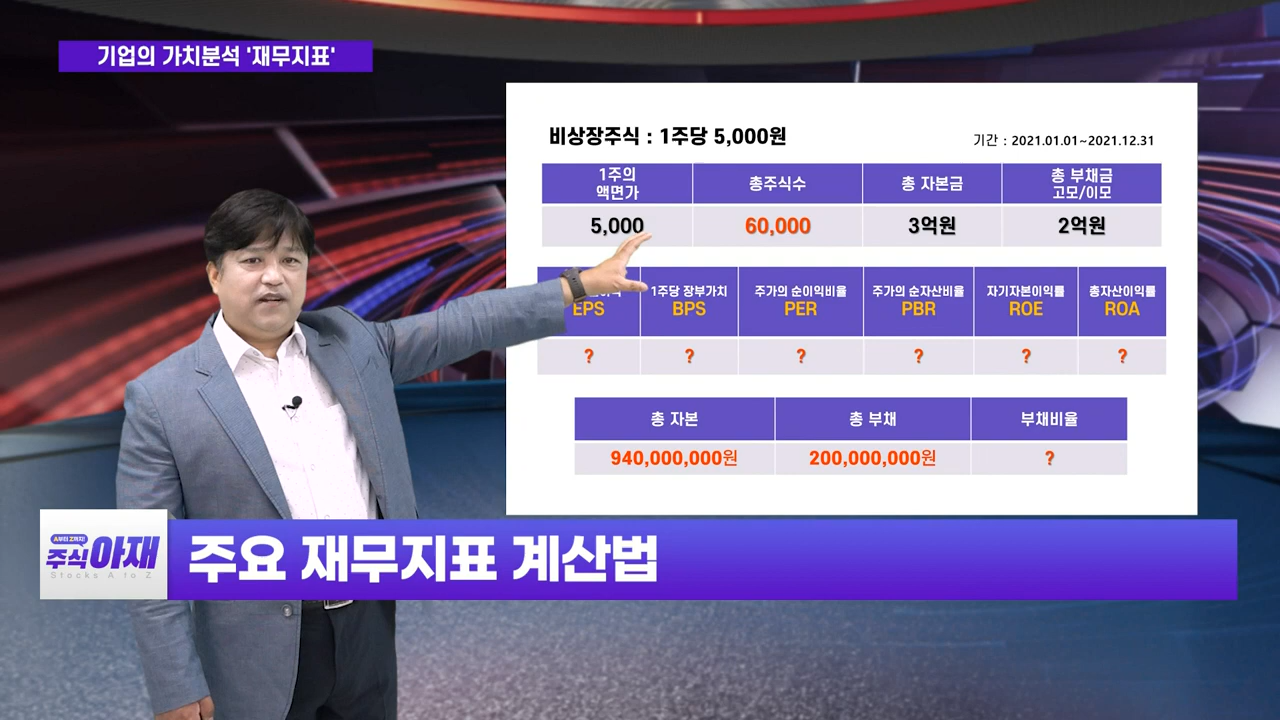 기업의 가치분석 '재무지표'
비상장주식 : 1주당 5,000원
기간 : 2021.01.01~2021.12.31
1주의 액면가 총주식수 총 자본금 총 부채금 고모/이모
5,000 60,000 3억원 2억원
1주당 장부가치 주가의 순이익비율 주가의 순자산비율 자기자본이익률 총자산이익률
EPS BPS PER PBR ROE ROA
? ? ? ? ? ?
총 자본 총 부채 부채비율
940,000,000원 200,000,000원 ?
A부터 Z까지!
주식아재
Stocks A to Z
주요 재무지표 계산법